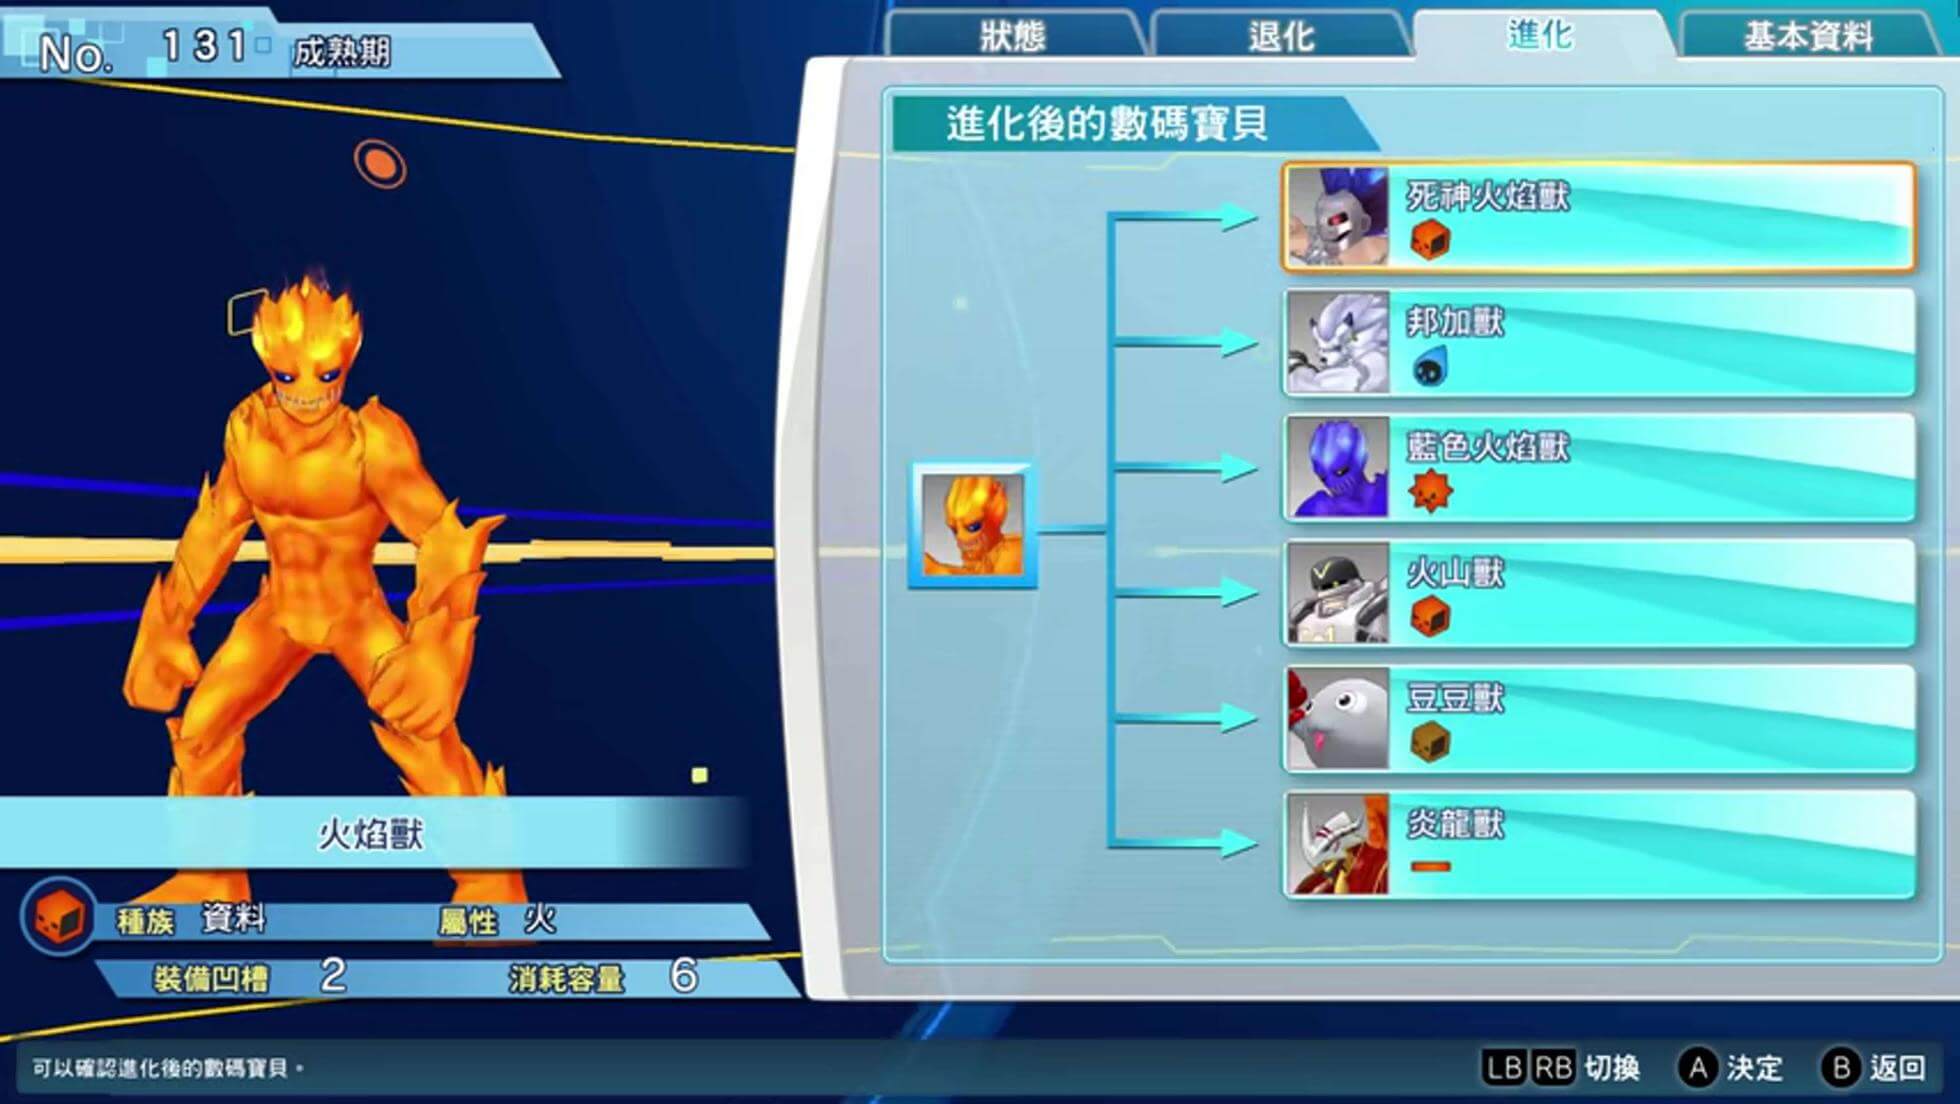 No. 131 成熟期
狀態 退化 進化 基本資料
進化後的數碼寶貝
死神火焰獸
邦加獸
藍色火焰獸
火山獸
豆豆獸
炎龍獸
火焰獸
種族 資料 屬性 火
裝備凹槽 2 消耗容量 6
可以確認進化後的數碼寶貝。
LB RB 切換 A 決定 B 返回